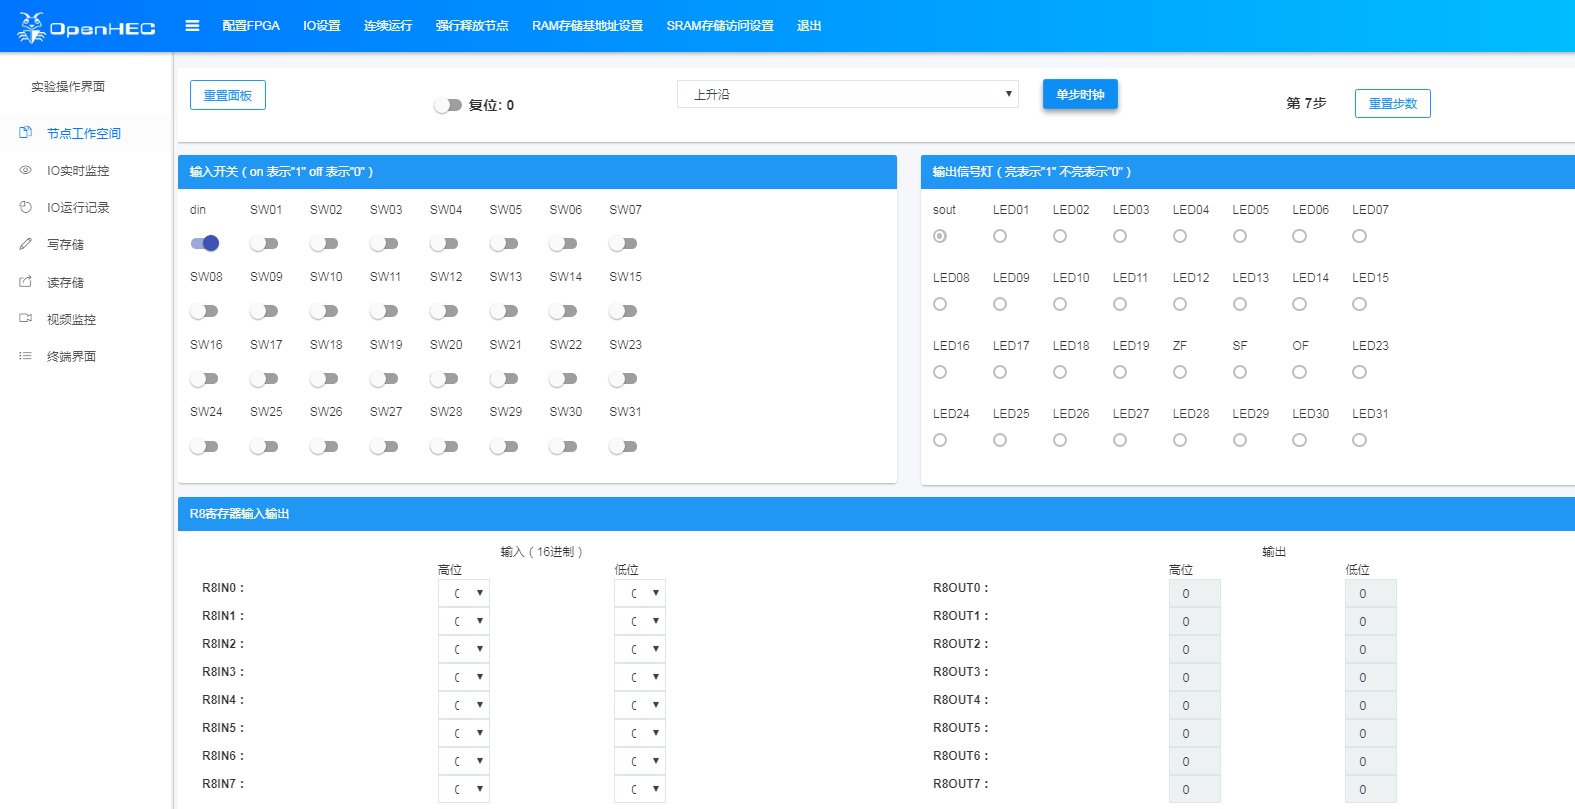 OpenHEC
配置FPGA IO设置 连续运行 强行释放节点 RAM存储基地址设置 SRAM存储访问设置 退出
实验操作界面
节点工作空间
IO实时监控
IO运行记录
写存储
读存储
视频监控
终端界面
重置面板 复位: 0 上升沿 单步时钟 第 7步 重置步数
输入开关（on 表示"1" off 表示"0"）
din SW01 SW02 SW03 SW04 SW05 SW06 SW07
SW08 SW09 SW10 SW11 SW12 SW13 SW14 SW15
SW16 SW17 SW18 SW19 SW20 SW21 SW22 SW23
SW24 SW25 SW26 SW27 SW28 SW29 SW30 SW31
输出信号灯（亮表示"1" 不亮表示"0"）
sout LED01 LED02 LED03 LED04 LED05 LED06 LED07
LED08 LED09 LED10 LED11 LED12 LED13 LED14 LED15
LED16 LED17 LED18 LED19 ZF SF OF LED23
LED24 LED25 LED26 LED27 LED28 LED29 LED30 LED31
R8寄存器输入输出
输入（16进制）
高位 低位
R8IN0：
R8IN1：
R8IN2：
R8IN3：
R8IN4：
R8IN5：
R8IN6：
R8IN7：
输出
高位 低位
R8OUT0： 0 0
R8OUT1： 0 0
R8OUT2： 0 0
R8OUT3： 0 0
R8OUT4： 0 0
R8OUT5： 0 0
R8OUT6： 0 0
R8OUT7： 0 0